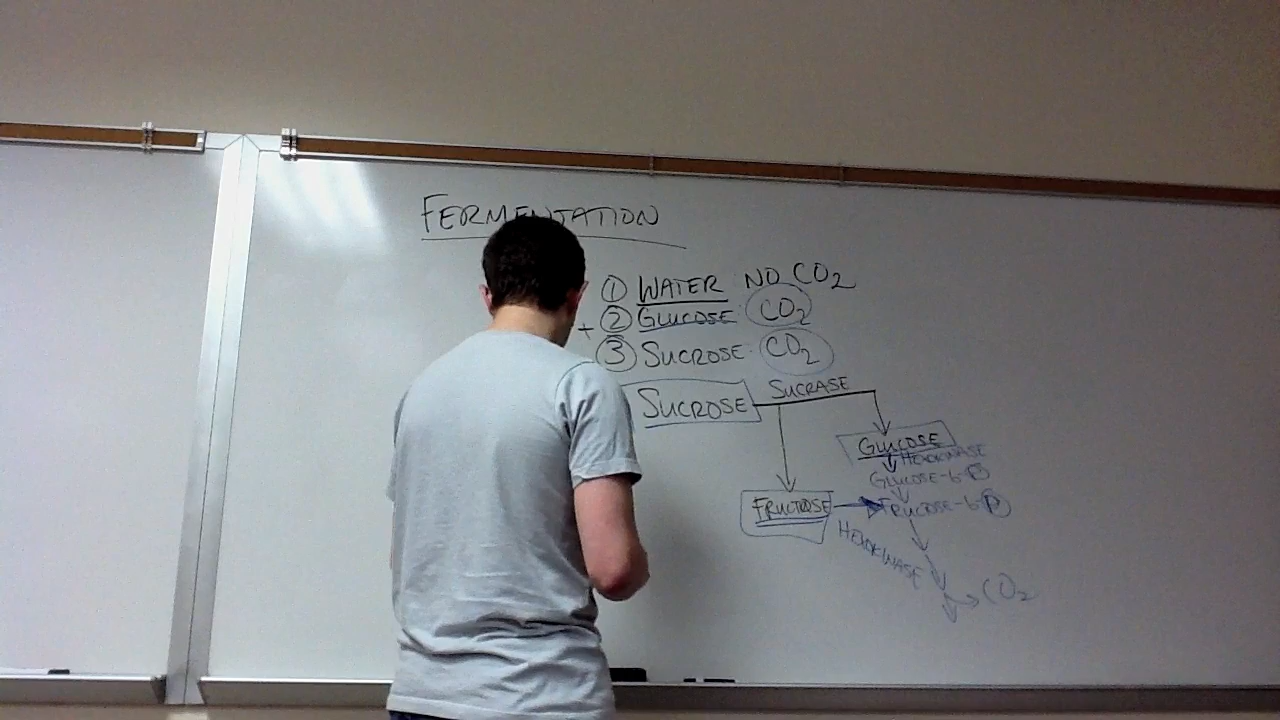 FERMENTATION
① WATER NO CO2
+ ② GLUCOSE: CO2
③ SUCROSE: CO2
SUCRASE
SUCROSE
GLUCOSE
HEXOKINASE
GLUCOSE-6-P
FRUCTOSE
FRUCOSE-6-P
HEXOKINASE
CO2